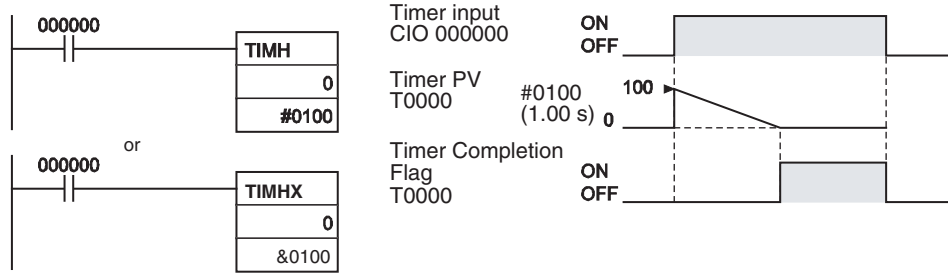 000000
TIMH
0
#0100
or
000000
TIMHX
0
&0100
Timer input
CIO 000000
ON
OFF
Timer PV
T0000
#0100
(1.00 s)
100
0
Timer Completion
Flag
T0000
ON
OFF